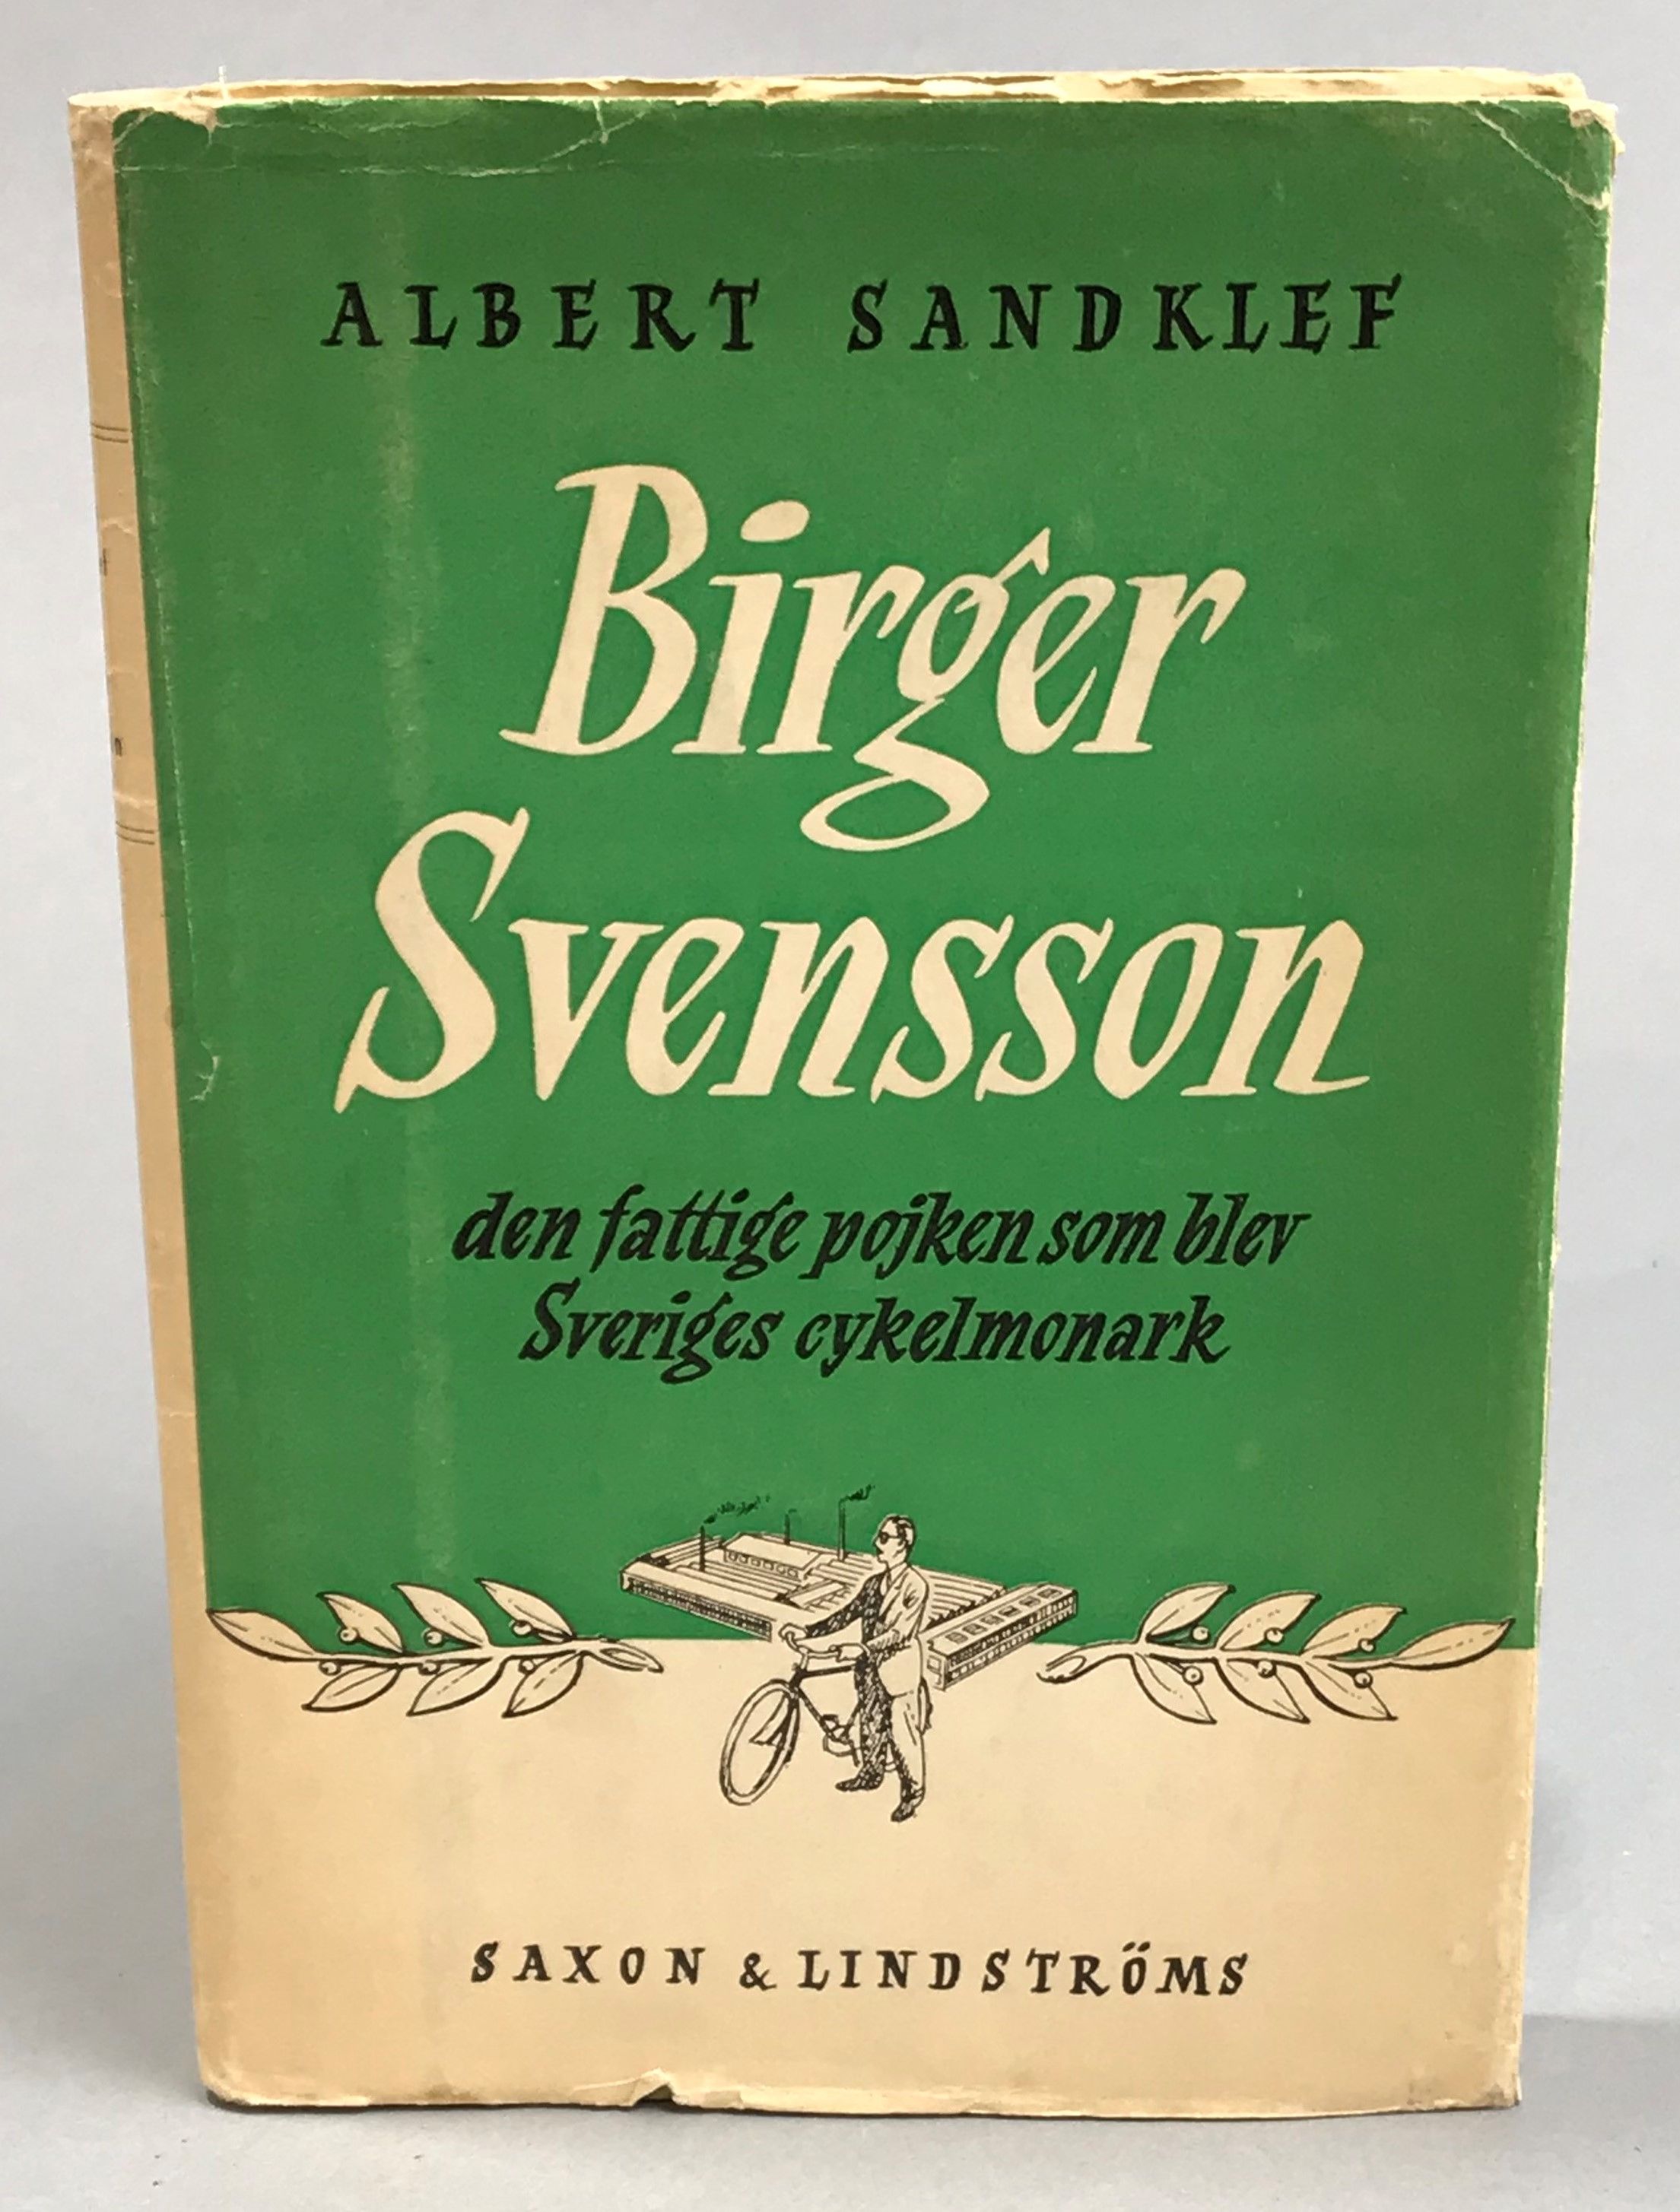 ALBERT SANDKLEF
Birger
Svensson
den fattige pojken som blev
Sveriges cykelmonark
SAXON & LINDSTRÖMS